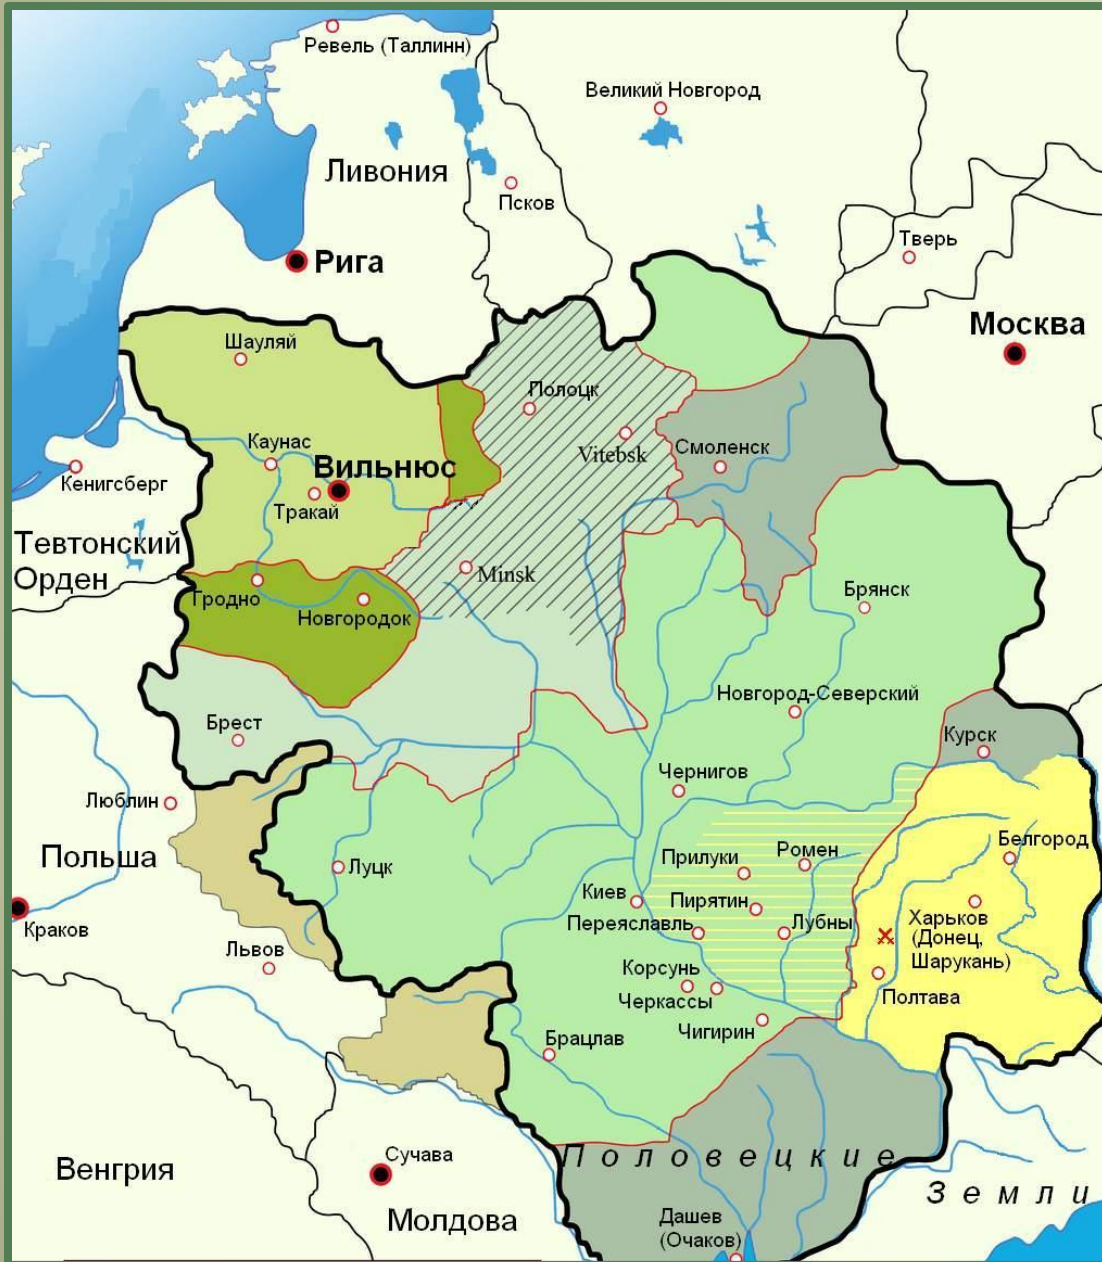 Ревель (Таллинн)
Великий Новгород
Ливония
Псков
Тверь
Рига
Москва
Шауляй
Полоцк
Каунас
Vitebsk
Смоленск
Вильнюс
Кенигсберг
Тракай
Тевтонский
Орден
Minsk
Гродно
Новгородок
Брянск
Новгород-Северский
Брест
Курск
Чернигов
Люблин
Польша
Белгород
Луцк
Прилуки
Ромен
Киев
Пирятин
Переяславль
Лубны
Харьков
(Донец,
Шарукань)
Краков
Львов
Корсунь
Черкассы
Полтава
Чигирин
Брацлав
Сучава
Половецкие
Земли
Венгрия
Молдова
Дашев
(Очаков)